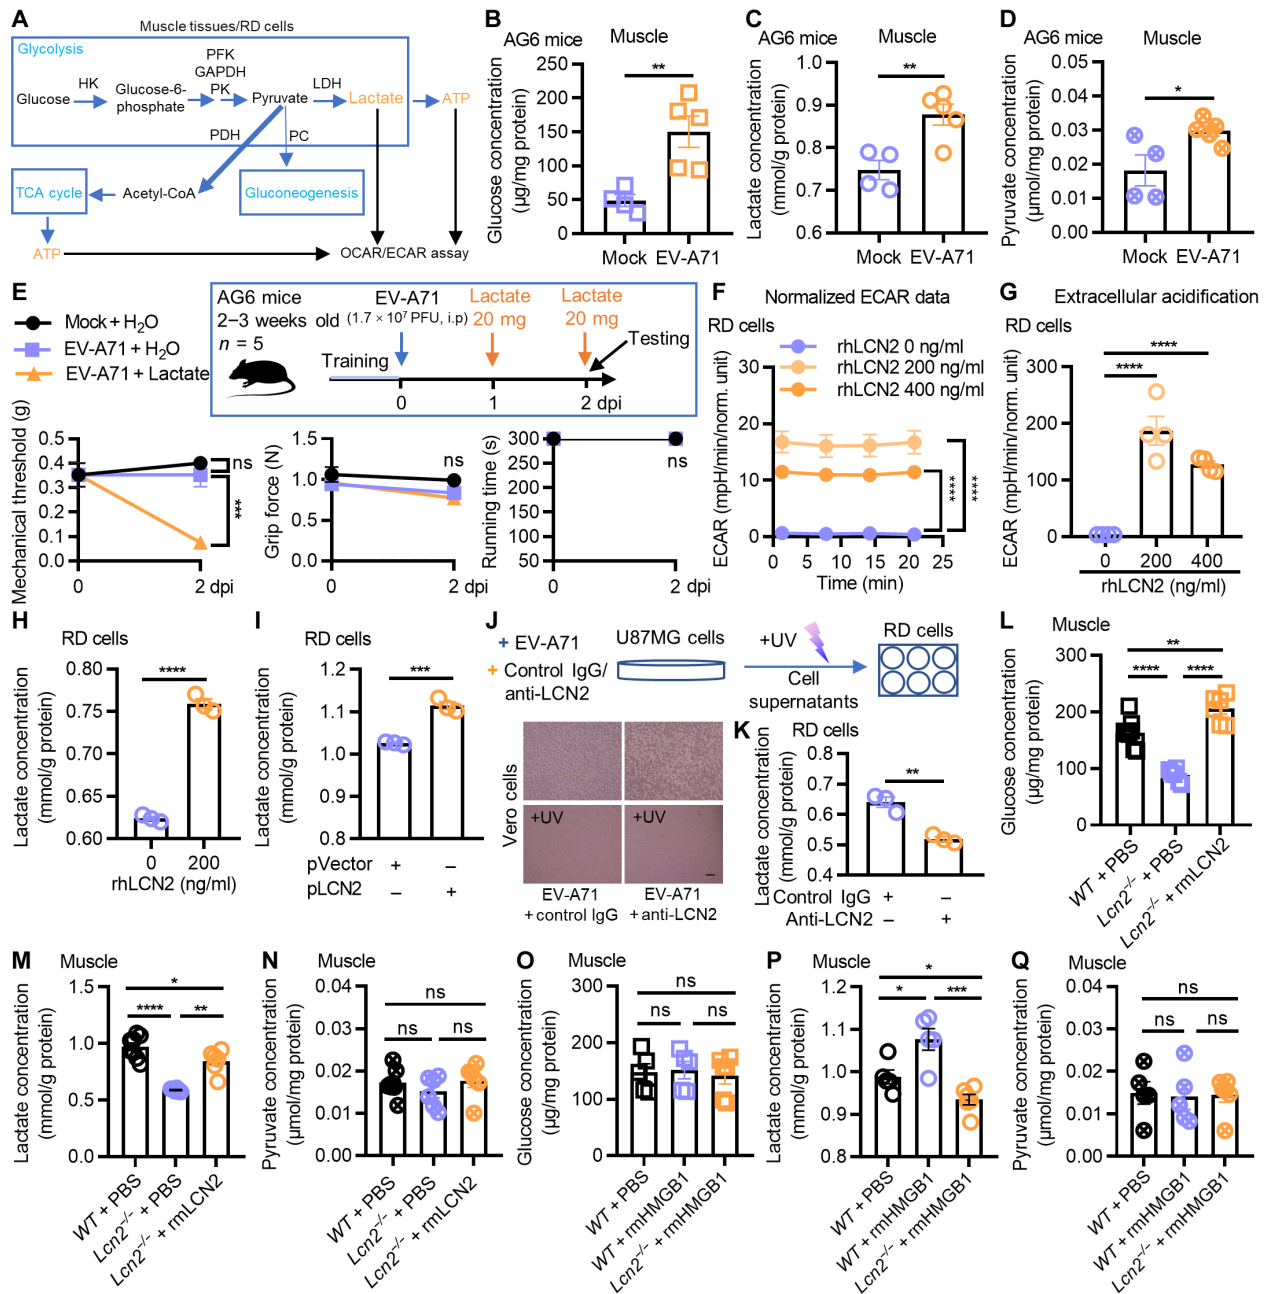 A
Muscle tissues/RD cells
Glycolysis
PFK
GAPDH
PK
HK
LDH
Glucose
Glucose-6-
phosphate
Pyruvate
Lactate
ATP
PDH
PC
TCA cycle
Acetyl-CoA
Gluconeogenesis
ATP
OCAR/ECAR assay
B
AG6 mice
Muscle
**
Glucose concentration
(µg/mg protein)
250
200
150
100
50
0
Mock EV-A71
C
AG6 mice
Muscle
**
Lactate concentration
(mmol/g protein)
1.0
0.9
0.8
0.7
0.6
Mock EV-A71
D
AG6 mice
Muscle
*
Pyruvate concentration
(µmol/mg protein)
0.05
0.04
0.03
0.02
0.01
0.00
Mock EV-A71
E
Mock + H2O
EV-A71 + H2O
EV-A71 + Lactate
AG6 mice
2–3 weeks old
n = 5
EV-A71
(1.7 × 10⁷ PFU, i.p)
Lactate
20 mg
Lactate
20 mg
Testing
Training
0 1 2 dpi
Mechanical threshold (g)
0.5
0.4
0.3
0.2
0.1
0.0
ns
***
0 2 dpi
Grip force (N)
1.5
1.0
0.5
0.0
ns
0 2 dpi
Running time (s)
300
250
200
150
100
50
ns
0 2 dpi
F
Normalized ECAR data
RD cells
rhLCN2 0 ng/ml
rhLCN2 200 ng/ml
rhLCN2 400 ng/ml
ECAR (mpH/min/norm. unit)
30
20
10
0
****
****
0 5 10 15 20 25
Time (min)
G
Extracellular acidification
RD cells
****
****
ECAR (mpH/min/norm. unit)
300
200
100
0
0 200 400
rhLCN2 (ng/ml)
H
RD cells
****
Lactate concentration
(mmol/g protein)
0.80
0.75
0.70
0.65
0.60
0 200
rhLCN2 (ng/ml)
I
RD cells
***
Lactate concentration
(mmol/g protein)
1.2
1.1
1.0
0.9
0.8
pVector + –
pLCN2 – +
J
+ EV-A71
+ Control IgG/
anti-LCN2
U87MG cells
+UV
Cell
supernatants
RD cells
Vero cells
+UV
+UV
EV-A71
+ control IgG
EV-A71
+ anti-LCN2
K
RD cells
**
Lactate concentration
(mmol/g protein)
0.8
0.7
0.6
0.5
0.4
Control IgG + –
Anti-LCN2 – +
L
Muscle
**
**** ****
Glucose concentration
(µg/mg protein)
300
200
100
0
WT + PBS
Lcn2⁻/⁻ + PBS
Lcn2⁻/⁻ + rmLCN2
M
Muscle
*
**** **
Lactate concentration
(mmol/g protein)
1.5
1.0
0.5
0.0
WT + PBS
Lcn2⁻/⁻ + PBS
Lcn2⁻/⁻ + rmLCN2
N
Muscle
ns
ns ns
Pyruvate concentration
(µmol/mg protein)
0.04
0.03
0.02
0.01
0.00
WT + PBS
Lcn2⁻/⁻ + PBS
Lcn2⁻/⁻ + rmLCN2
O
Muscle
ns
ns ns
Glucose concentration
(µg/mg protein)
300
200
100
0
WT + PBS
WT + rmHMGB1
Lcn2⁻/⁻ + rmHMGB1
P
Muscle
*
* ***
Lactate concentration
(mmol/g protein)
1.2
1.1
1.0
0.9
0.8
WT + PBS
WT + rmHMGB1
Lcn2⁻/⁻ + rmHMGB1
Q
Muscle
ns
ns ns
Pyruvate concentration
(µmol/mg protein)
0.04
0.03
0.02
0.01
0.00
WT + PBS
WT + rmHMGB1
Lcn2⁻/⁻ + rmHMGB1